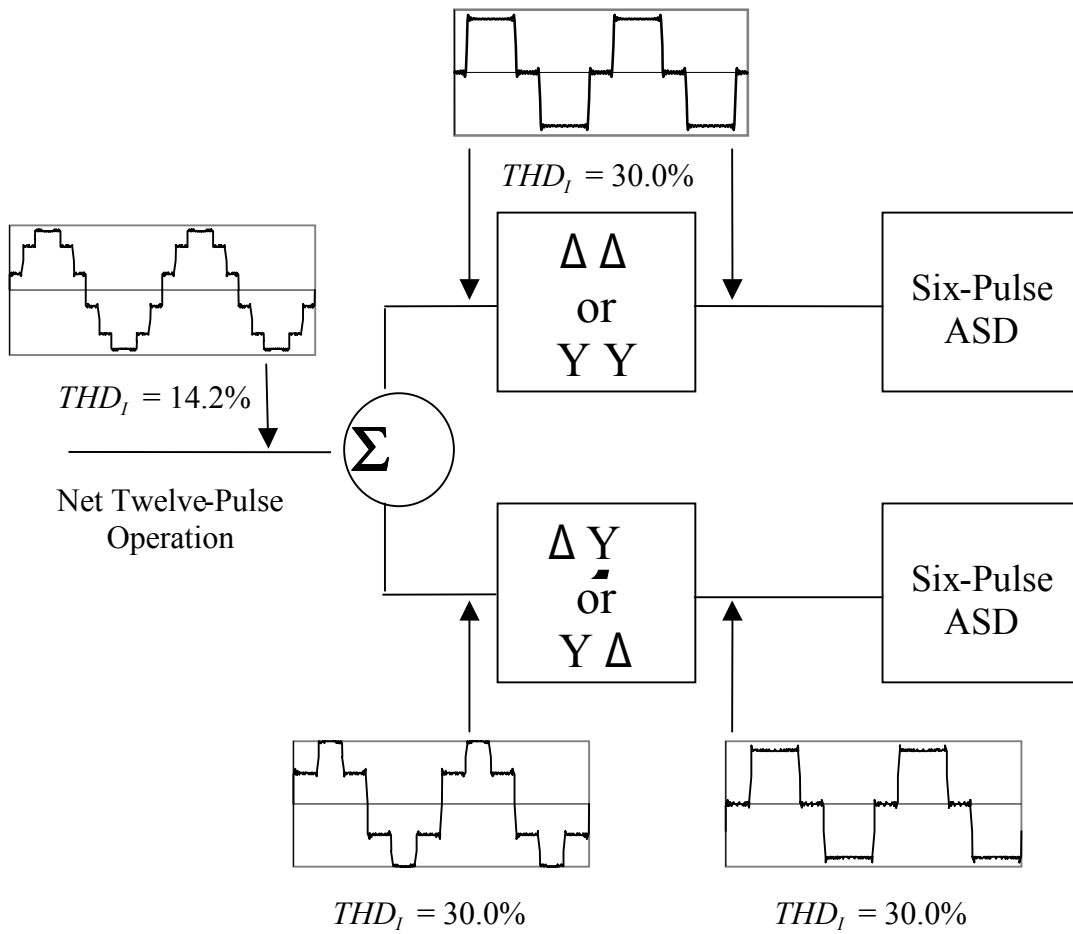 THD_I = 30.0%
Δ Δ
or
Y Y
Six-Pulse
ASD
THD_I = 14.2%
Σ
Net Twelve-Pulse
Operation
Δ Y
or
Y Δ
Six-Pulse
ASD
THD_I = 30.0%
THD_I = 30.0%